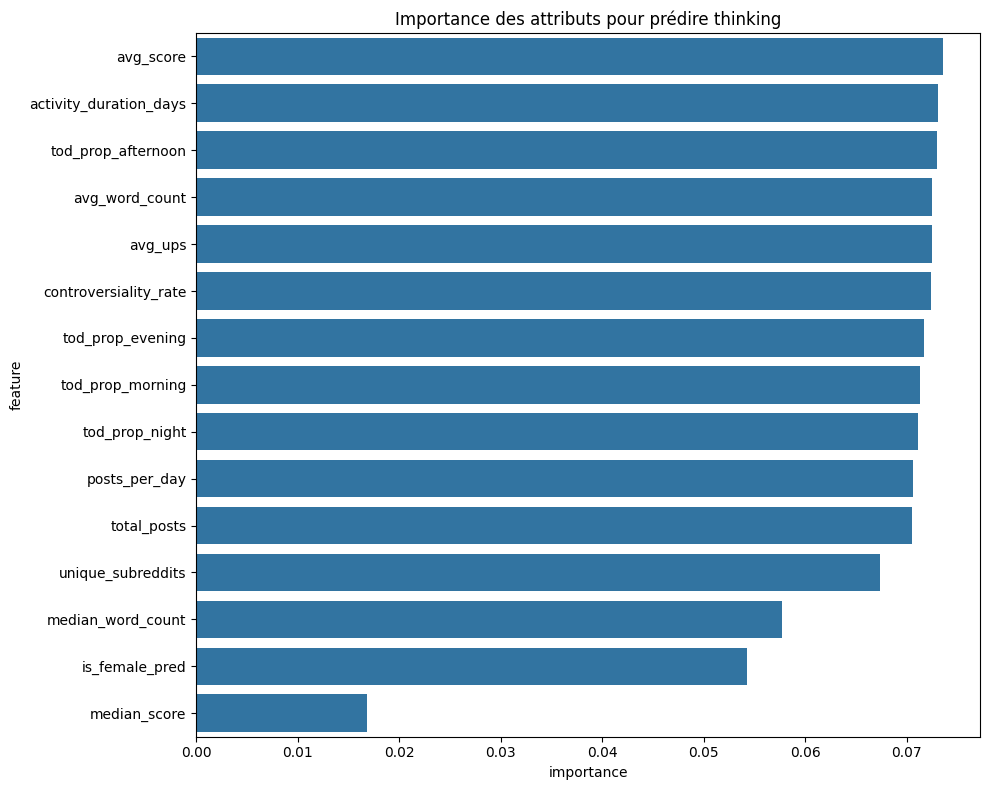 Importance des attributs pour prédire thinking
avg_score
activity_duration_days
tod_prop_afternoon
avg_word_count
avg_ups
controversiality_rate
tod_prop_evening
tod_prop_morning
tod_prop_night
posts_per_day
total_posts
unique_subreddits
median_word_count
is_female_pred
median_score
feature
0.00 0.01 0.02 0.03 0.04 0.05 0.06 0.07
importance